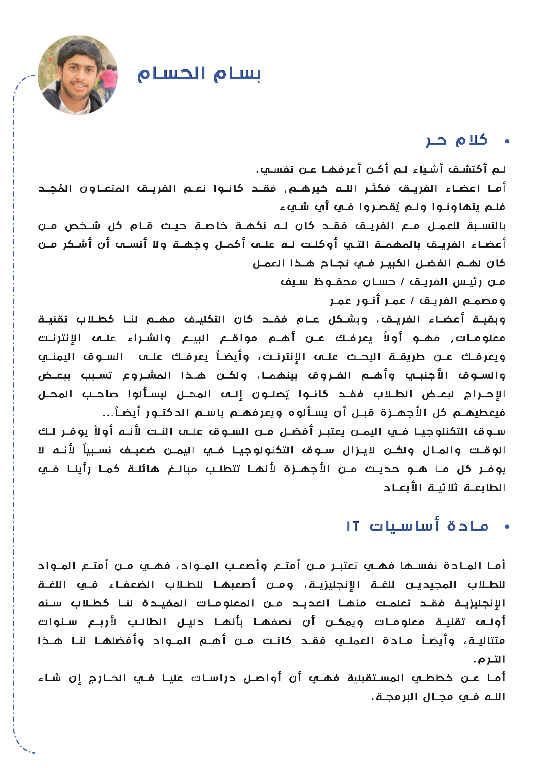 بسام الحسام
• كلام حر
لم أكتشف أشياء لم أكن أعرفها عن نفسي.
أما اعضاء الفريق فكثر الله خيرهم, فقد كانوا نعم الفريق المتعاون المُجد
فلم يتهاونوا ولم يُقصروا في أي شيء
بالنسبة للعمل مع الفريق فقد كان له نكهة خاصة حيث قام كل شخص من
أعضاء الفريق بالمهمة التي أوكلت له على أكمل وجهة ولا أنسى أن أشكر من
كان لهم الفضل الكبير في نجاح هذا العمل
من رئيس الفريق / حسان محفوظ سيف
ومصمم الفريق / عمر أنور عمر
وبقية أعضاء الفريق. وبشكل عام فقد كان التكليف مهم لنا كطلاب تقنية
معلومات, فهو أولاً يعرفك عن أهم مواقع البيع والشراء على الإنترنت
ويعرفك عن طريقة البحث على الإنترنت، وأيضاً يعرفك على السوق اليمني
والسوق الأجنبي وأهم الفروق بينهما. ولكن هذا المشروع تسبب ببعض
الإحراج لبعض الطلاب فقد كانوا يَصلون إلى المحل ليسألوا صاحب المحل
فيعطيهم كل الأجهزة قبل أن يسألوه ويعرفهم باسم الدكتور أيضاً...
سوق التكنلوجيا في اليمن يعتبر أفضل من السوق على النت لأنه أولاً يوفر لك
الوقت والمال ولكن لايزال سوق التكنولوجيا في اليمن ضعيف نسبياً لأنه لا
يوفر كل ما هو حديث من الأجهزة لأنها تتطلب مبالغ هائلة كما رأينا في
الطابعة ثلاثية الأبعاد
• مادة أساسيات IT
أما المادة نفسها فهي تعتبر من أمتع وأصعب المواد، فهي من أمتع المواد
للطلاب المجيدين للغة الإنجليزية، ومن أصعبها للطلاب الضعفاء في اللغة
الإنجليزية فقد تعلمت منها العديد من المعلومات المفيدة لنا كطلاب سنه
أولى تقنية معلومات ويمكن أن نصفها بأنها دليل الطالب لأربع سنوات
متتالية، وأيضاً مادة العملي فقد كانت من أهم المواد وأفضلها لنا هذا
الترم.
أما عن خططي المستقبلية فهي أن أواصل دراسات عليا في الخارج إن شاء
الله في مجال البرمجة.